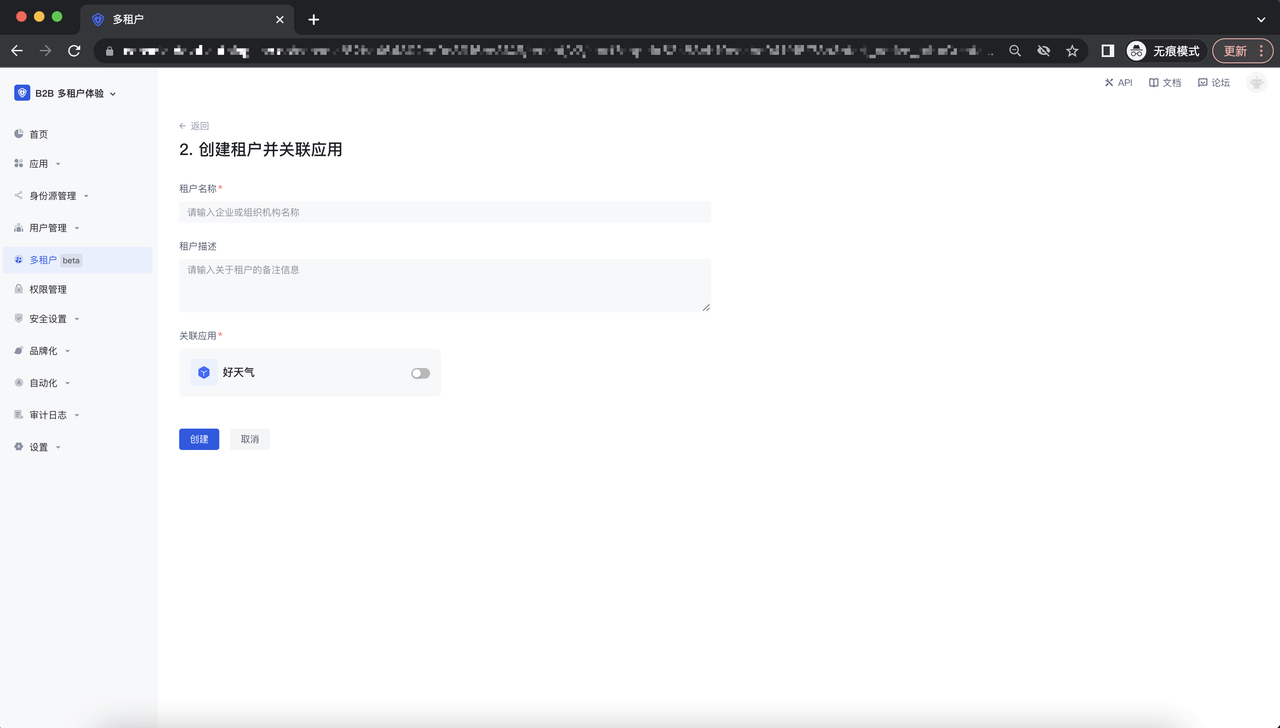 多租户
无痕模式
更新
B2B 多租户体验
API
文档
论坛
首页
应用
身份源管理
用户管理
多租户 beta
权限管理
安全设置
品牌化
自动化
审计日志
设置
返回
2. 创建租户并关联应用
租户名称*
请输入企业或组织机构名称
租户描述
请输入关于租户的备注信息
关联应用*
好天气
创建
取消